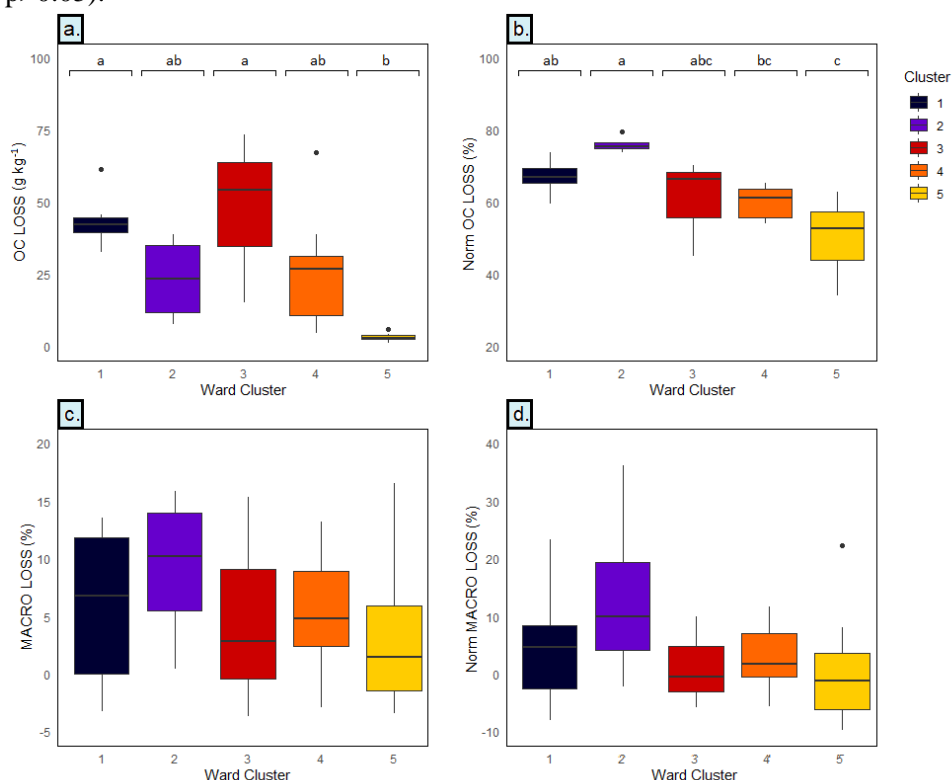 p> 0.05).
a.
b.
100
75
50
25
0
OC LOSS (g kg⁻¹)
a ab a ab b
1 2 3 4 5
Ward Cluster
100
80
60
40
20
Norm OC LOSS (%)
ab a abc bc c
1 2 3 4 5
Ward Cluster
Cluster
1
2
3
4
5
c.
d.
20
15
10
5
0
-5
MACRO LOSS (%)
1 2 3 4 5
Ward Cluster
40
30
20
10
0
-10
Norm MACRO LOSS (%)
1 2 3 4 5
Ward Cluster